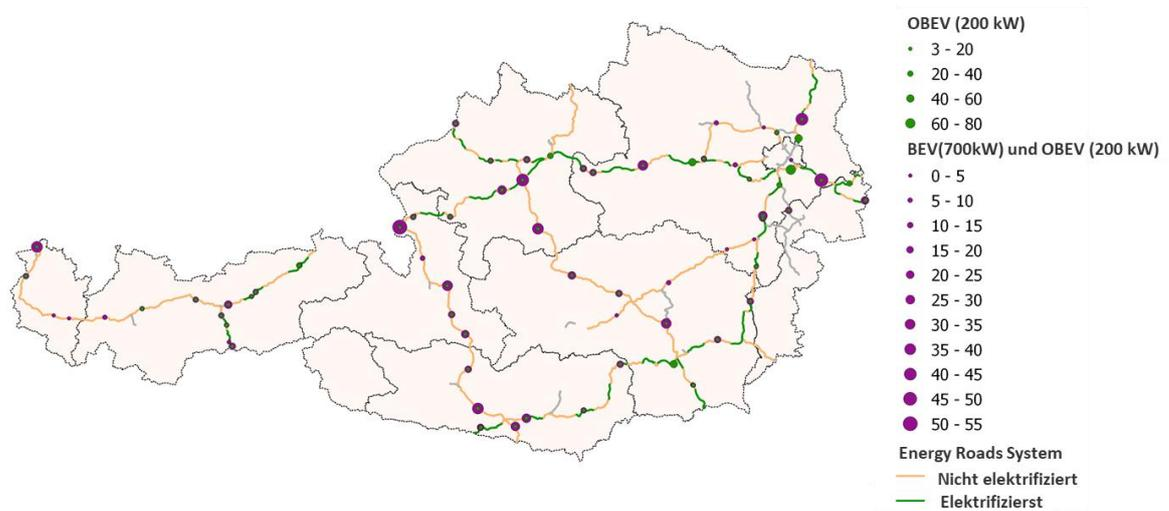 OBEV (200 kW)
3 - 20
20 - 40
40 - 60
60 - 80
BEV(700kW) und OBEV (200 kW)
0 - 5
5 - 10
10 - 15
15 - 20
20 - 25
25 - 30
30 - 35
35 - 40
40 - 45
45 - 50
50 - 55
Energy Roads System
Nicht elektrifiziert
Elektrifizierst